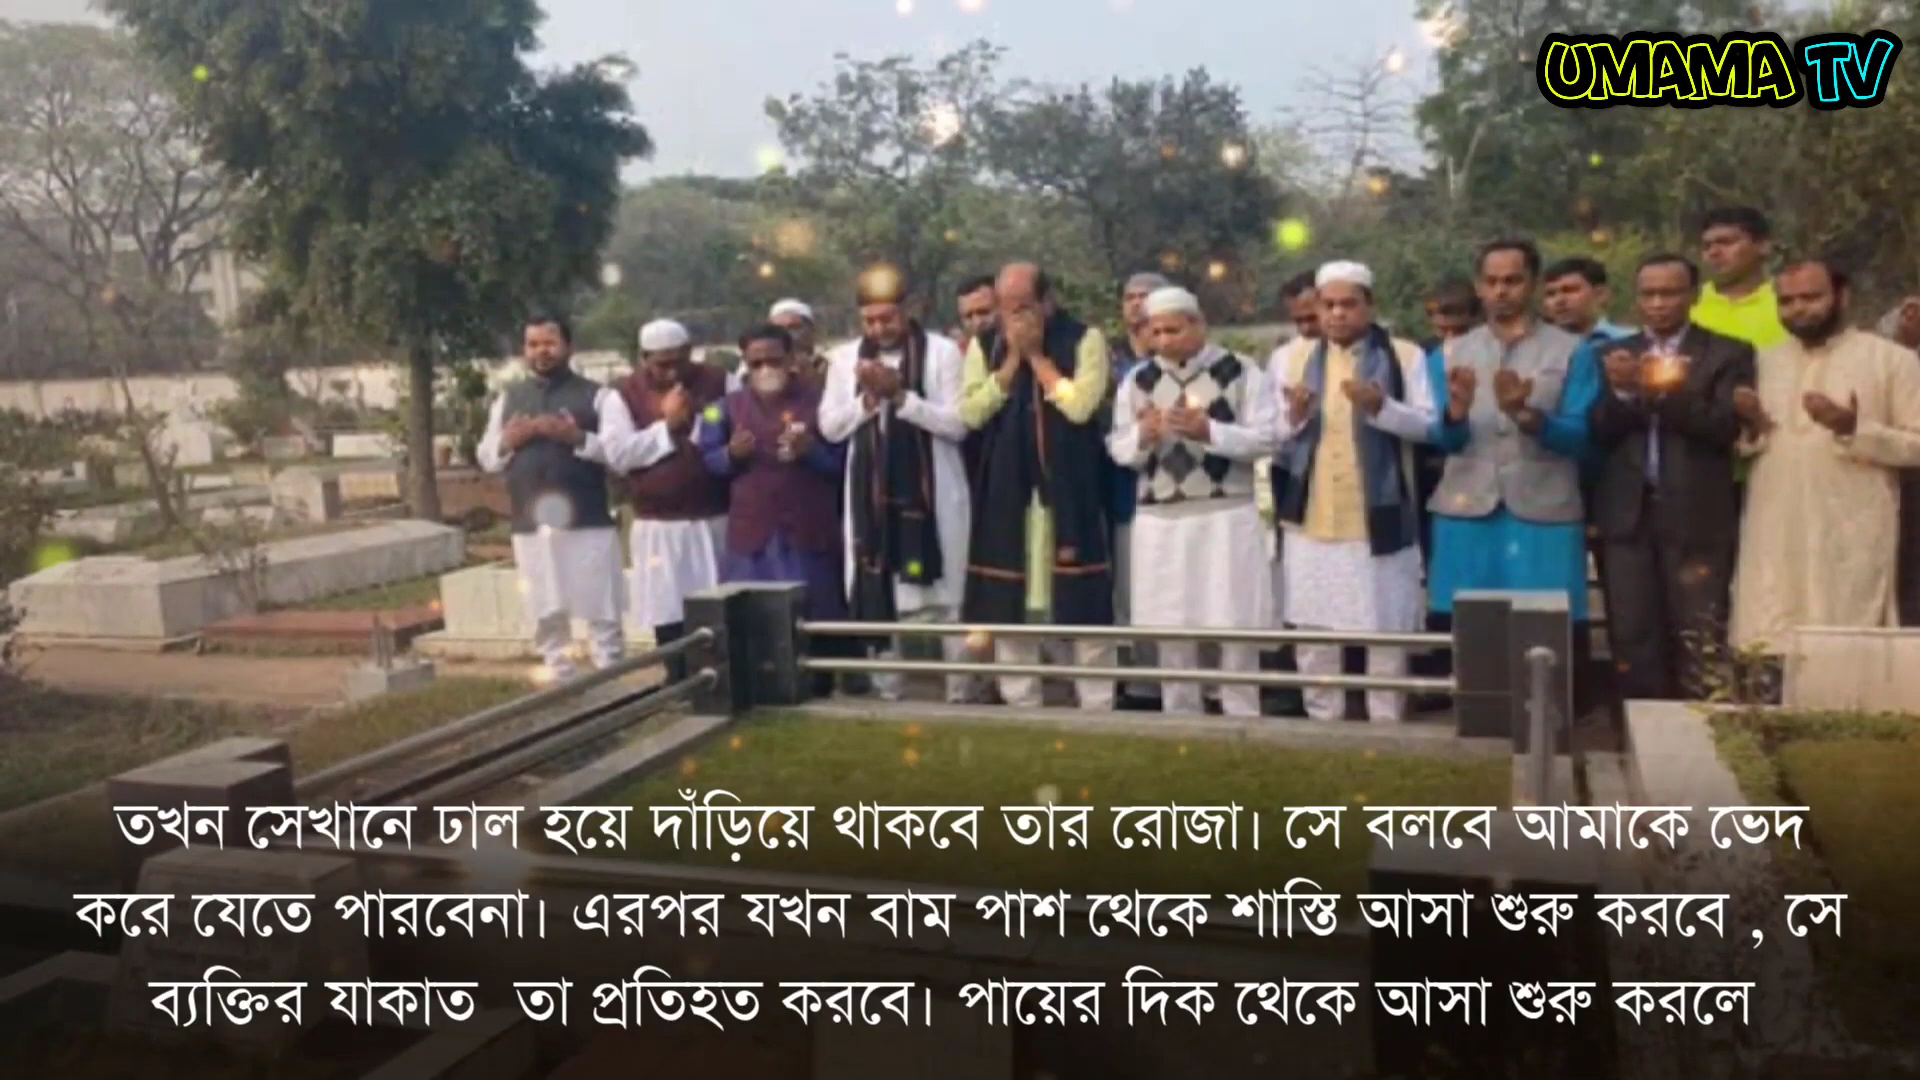 UMAMA TV
তখন সেখানে ঢাল হয়ে দাঁড়িয়ে থাকবে তার রোজা। সে বলবে আমাকে ভেদ
করে যেতে পারবেনা। এরপর যখন বাম পাশ থেকে শাস্তি আসা শুরু করবে , সে
ব্যক্তির যাকাত তা প্রতিহত করবে। পায়ের দিক থেকে আসা শুরু করলে